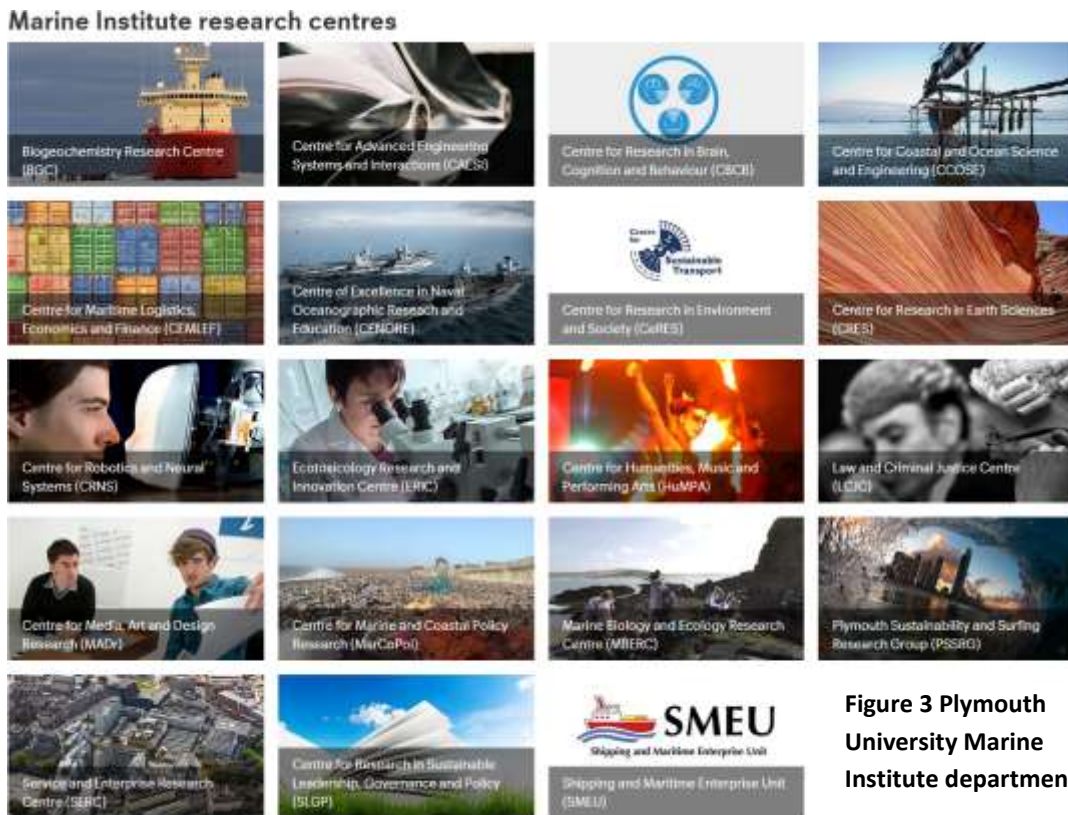 Marine Institute research centres
Biogeochemistry Research Centre
(BGC)
Centre for Advanced Engineering
Systems and Interactions (CAESI)
Centre for Research in Brain,
Cognition and Behaviour (CBCB)
Centre for Coastal and Ocean Science
and Engineering (CCOSE)
Centre for Maritime Logistics,
Economics and Finance (CEMLEF)
Centre of Excellence in Naval
Oceanographic Research and
Education (CENORE)
Centre
for
Sustainable
Transport
Centre for Research in Environment
and Society (CeRES)
Centre for Research in Earth Sciences
(CRES)
Centre for Robotics and Neural
Systems (CRNS)
Ecotoxicology Research and
Innovation Centre (ERIC)
Centre for Humanities, Music and
Performing Arts (HuMPA)
Law and Criminal Justice Centre
(LCJC)
Centre for Media, Art and Design
Research (MADr)
Centre for Marine and Coastal Policy
Research (MarCoPol)
Marine Biology and Ecology Research
Centre (MBERC)
Plymouth Sustainability and Surfing
Research Group (PSSRG)
Service and Enterprise Research
Centre (SERC)
Centre for Research in Sustainable
Leadership, Governance and Policy
(SLGP)
SMEU
Shipping and Maritime Enterprise Unit
Shipping and Maritime Enterprise Unit
(SMEU)
Figure 3 Plymouth
University Marine
Institute departmen